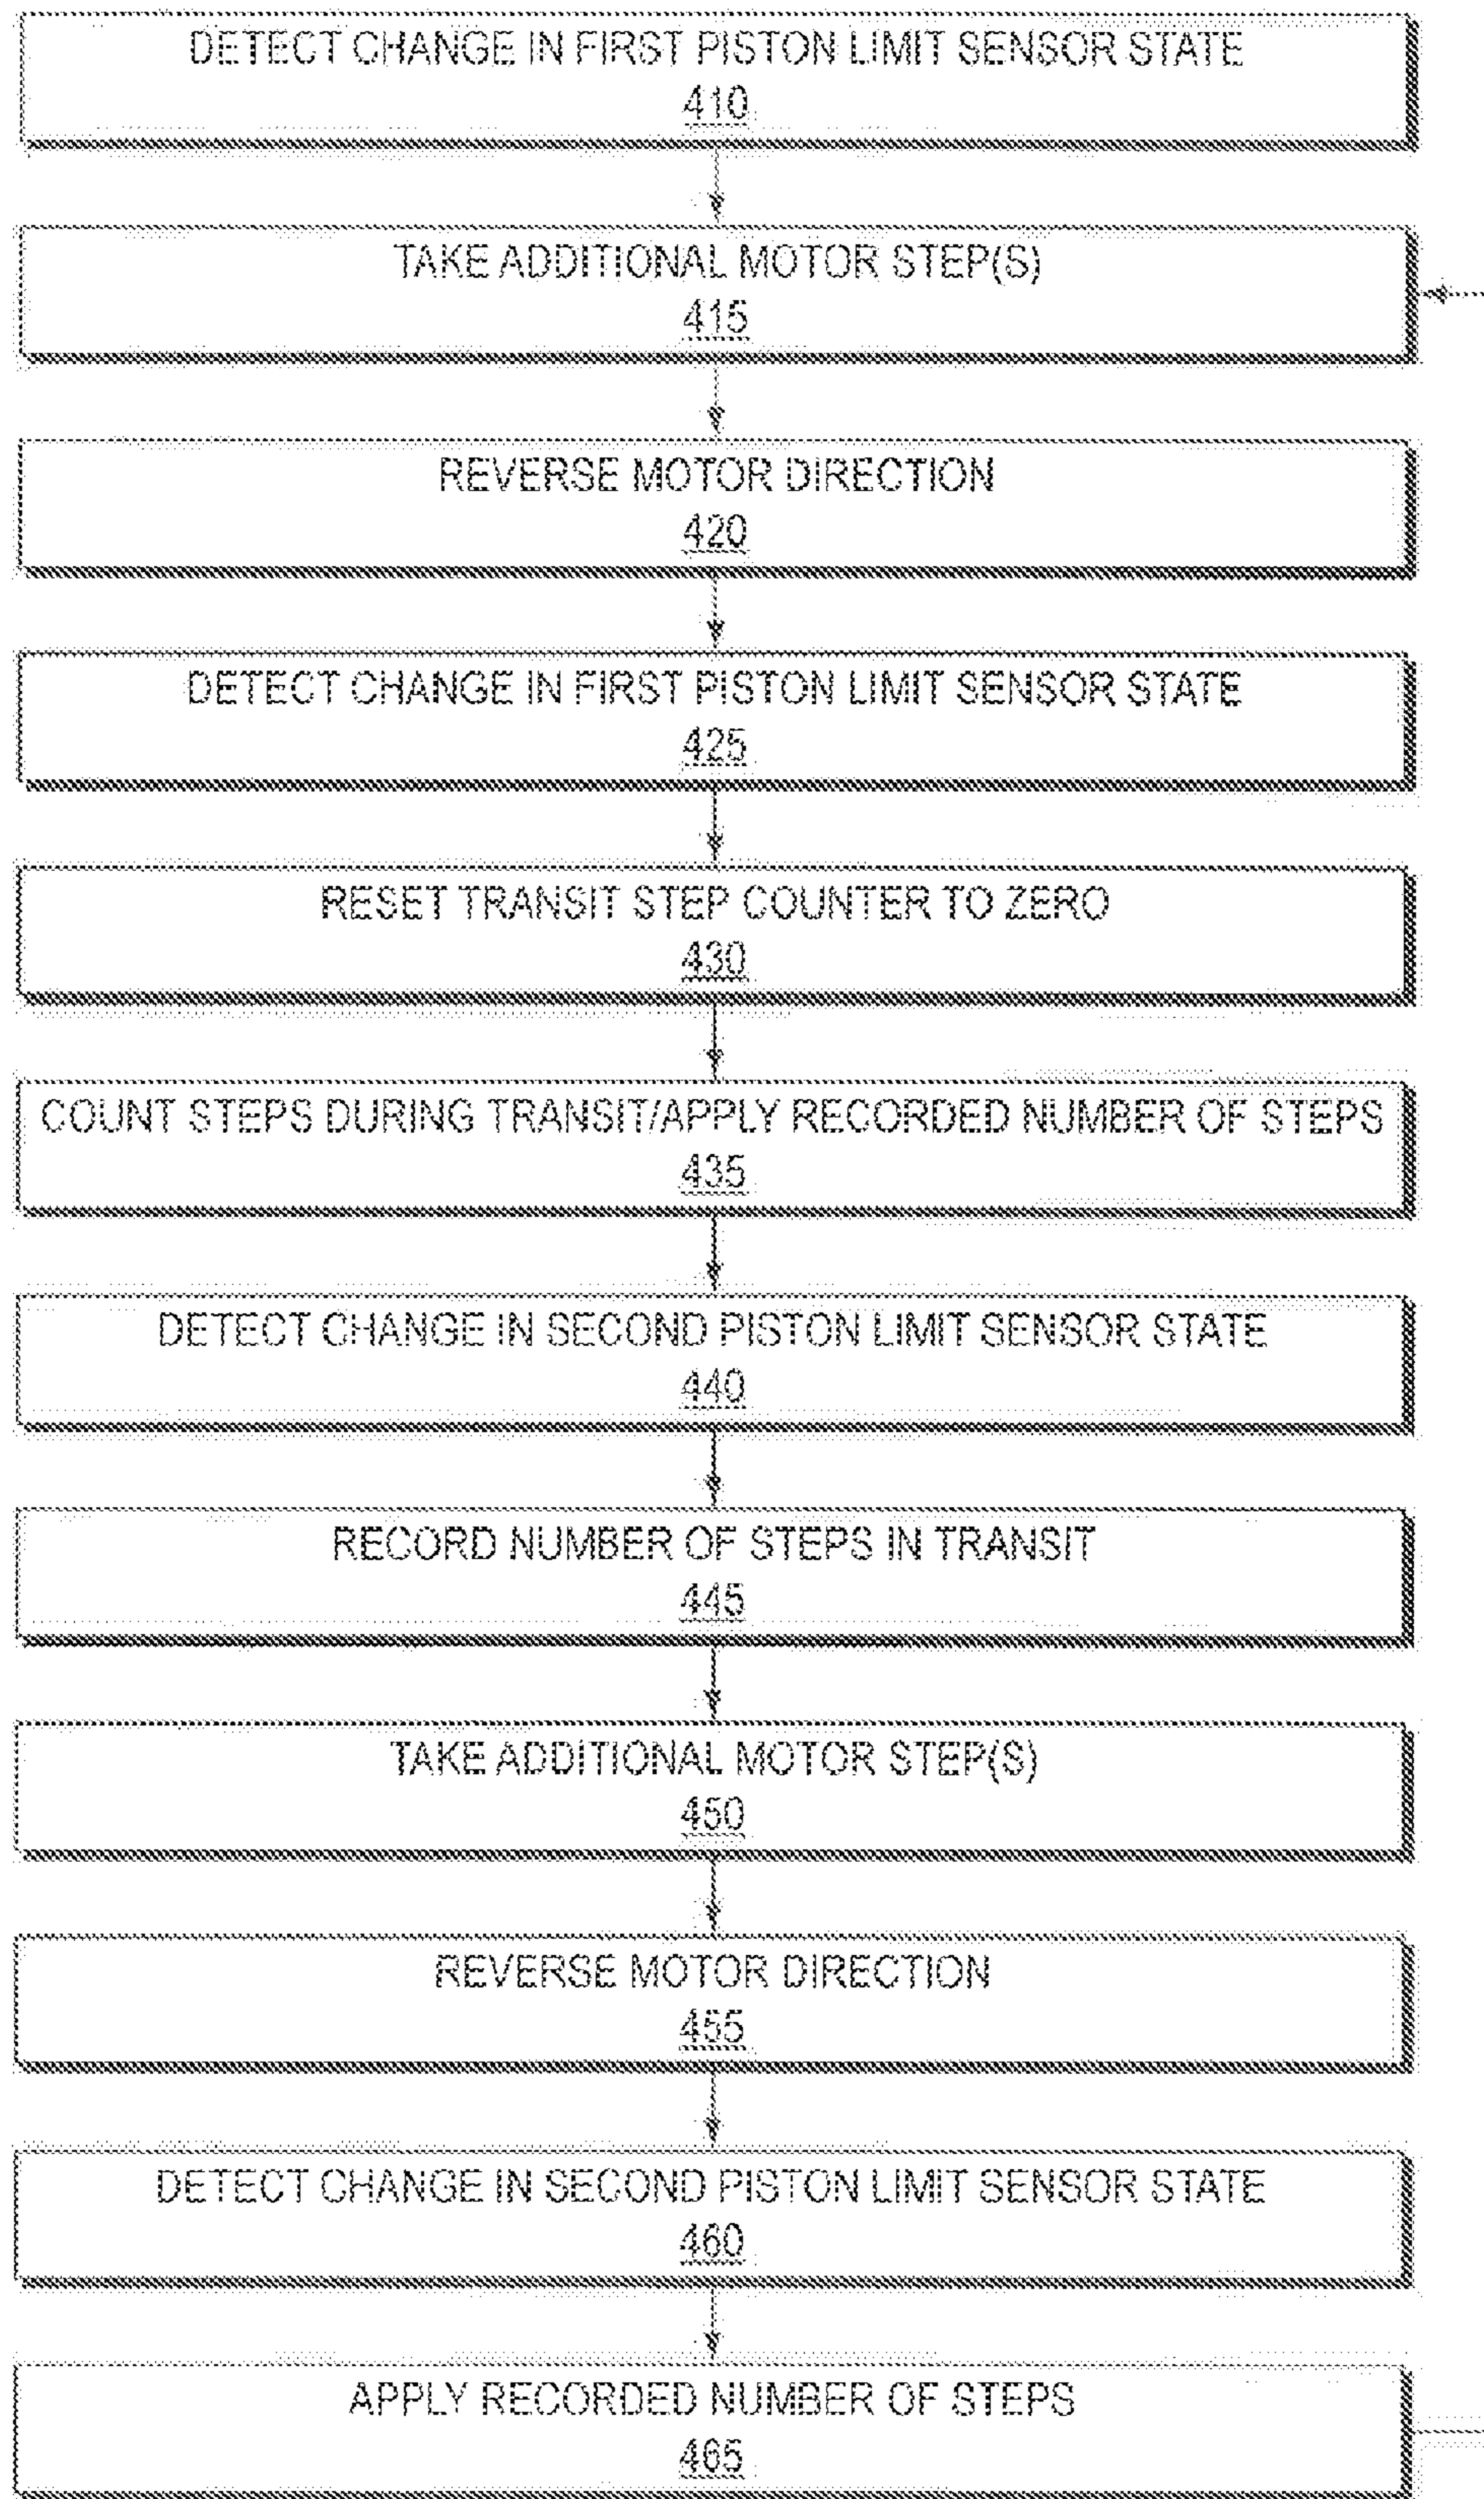 DETECT CHANGE IN FIRST PISTON LIMIT SENSOR STATE
410
TAKE ADDITIONAL MOTOR STEP(S)
415
REVERSE MOTOR DIRECTION
420
DETECT CHANGE IN FIRST PISTON LIMIT SENSOR STATE
425
RESET TRANSIT STEP COUNTER TO ZERO
430
COUNT STEPS DURING TRANSIT/APPLY RECORDED NUMBER OF STEPS
435
DETECT CHANGE IN SECOND PISTON LIMIT SENSOR STATE
440
RECORD NUMBER OF STEPS IN TRANSIT
445
TAKE ADDITIONAL MOTOR STEP(S)
450
REVERSE MOTOR DIRECTION
455
DETECT CHANGE IN SECOND PISTON LIMIT SENSOR STATE
460
APPLY RECORDED NUMBER OF STEPS
465